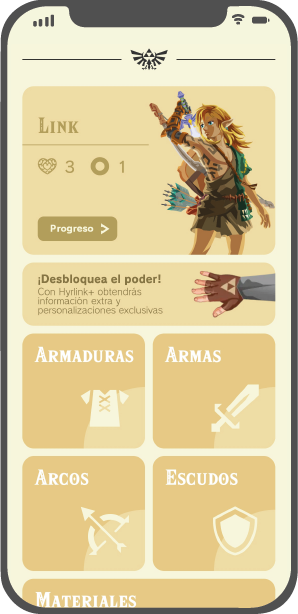 Link
3 1
Progreso >
¡Desbloquea el poder!
Con Hyrlink+ obtendrás
información extra y
personalizaciones exclusivas
Armaduras Armas
Arcos Escudos
Materiales